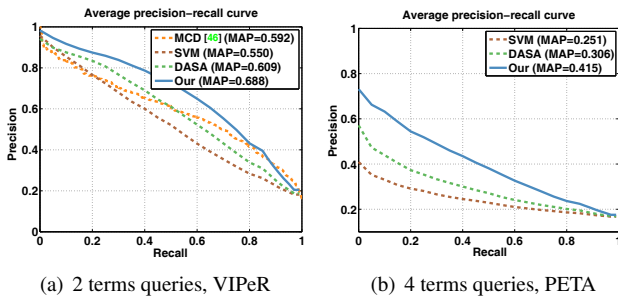 Average precision-recall curve
MCD [46] (MAP=0.592)
SVM (MAP=0.550)
DASA (MAP=0.609)
Our (MAP=0.688)
1
0.8
0.6
0.4
0.2
0
Precision
0 0.2 0.4 0.6 0.8 1
Recall
(a) 2 terms queries, VIPeR
Average precision-recall curve
SVM (MAP=0.251)
DASA (MAP=0.306)
Our (MAP=0.415)
1
0.8
0.6
0.4
0.2
Precision
0 0.2 0.4 0.6 0.8 1
Recall
(b) 4 terms queries, PETA